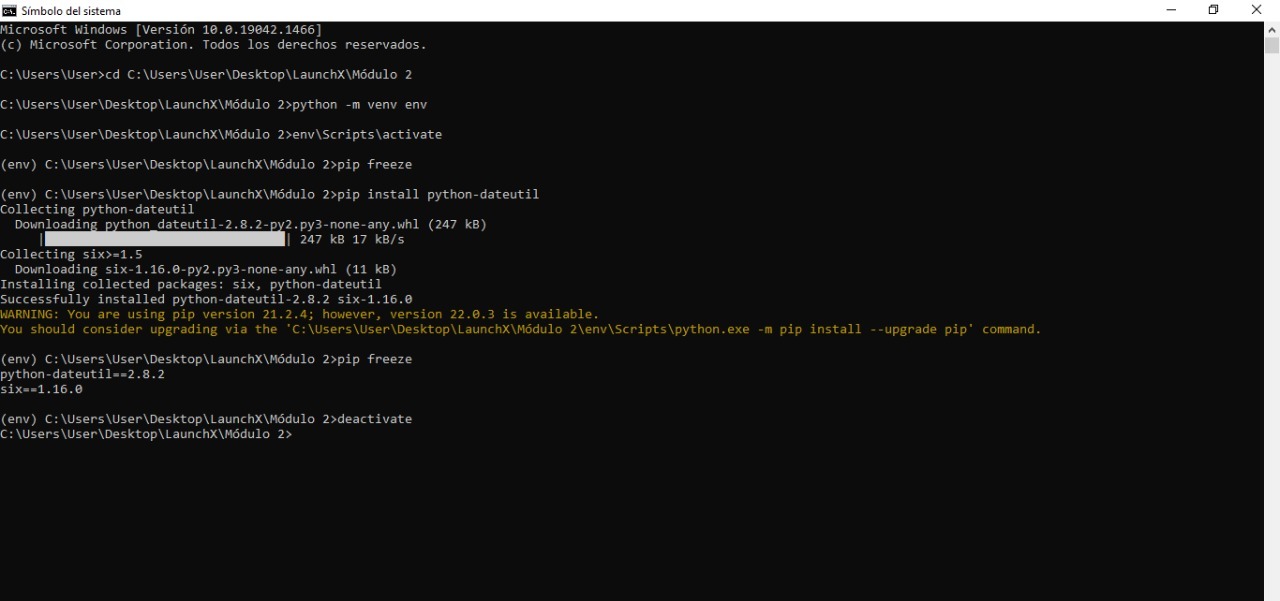 Símbolo del sistema
Microsoft Windows [Versión 10.0.19042.1466]
(c) Microsoft Corporation. Todos los derechos reservados.
C:\Users\User>cd C:\Users\User\Desktop\LaunchX\Módulo 2
C:\Users\User\Desktop\LaunchX\Módulo 2>python -m venv env
C:\Users\User\Desktop\LaunchX\Módulo 2>env\Scripts\activate
(env) C:\Users\User\Desktop\LaunchX\Módulo 2>pip freeze
(env) C:\Users\User\Desktop\LaunchX\Módulo 2>pip install python-dateutil
Collecting python-dateutil
  Downloading python_dateutil-2.8.2-py2.py3-none-any.whl (247 kB)
     |████████████████████████████████| 247 kB 17 kB/s
Collecting six>=1.5
  Downloading six-1.16.0-py2.py3-none-any.whl (11 kB)
Installing collected packages: six, python-dateutil
Successfully installed python-dateutil-2.8.2 six-1.16.0
WARNING: You are using pip version 21.2.4; however, version 22.0.3 is available.
You should consider upgrading via the 'C:\Users\User\Desktop\LaunchX\Módulo 2\env\Scripts\python.exe -m pip install --upgrade pip' command.
(env) C:\Users\User\Desktop\LaunchX\Módulo 2>pip freeze
python-dateutil==2.8.2
six==1.16.0
(env) C:\Users\User\Desktop\LaunchX\Módulo 2>deactivate
C:\Users\User\Desktop\LaunchX\Módulo 2>